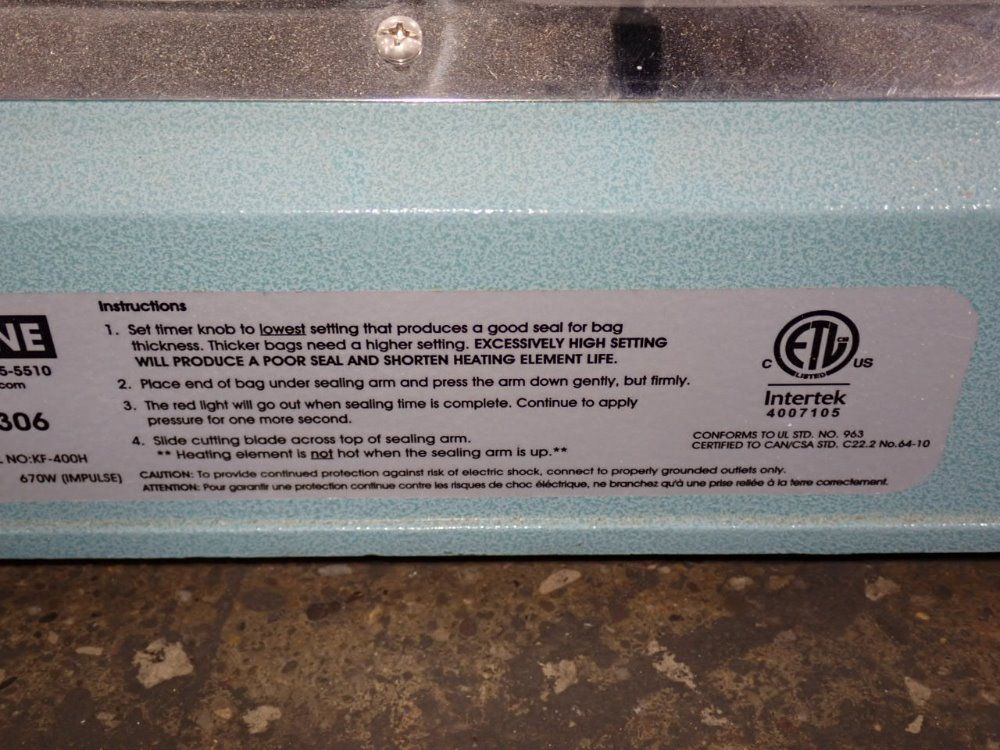 NE
5-5510
com
306
L NO:KF-400H
670W (IMPULSE)
Instructions
1. Set timer knob to lowest setting that produces a good seal for bag
thickness. Thicker bags need a higher setting. EXCESSIVELY HIGH SETTING
WILL PRODUCE A POOR SEAL AND SHORTEN HEATING ELEMENT LIFE.
2. Place end of bag under sealing arm and press the arm down gently, but firmly.
3. The red light will go out when sealing time is complete. Continue to apply
pressure for one more second.
4. Slide cutting blade across top of sealing arm.
** Heating element is not hot when the sealing arm is up.**
CAUTION: To provide continued protection against risk of electric shock, connect to properly grounded outlets only.
ATTENTION: Pour garantir une protection continue contre les risques de choc éléctrique, ne branchez qu'à une prise reliée à la terre correctement.
ETL
CM
LISTED
C US
Intertek
4007105
CONFORMS TO UL STD. NO. 963
CERTIFIED TO CAN/CSA STD. C22.2 No.64-10